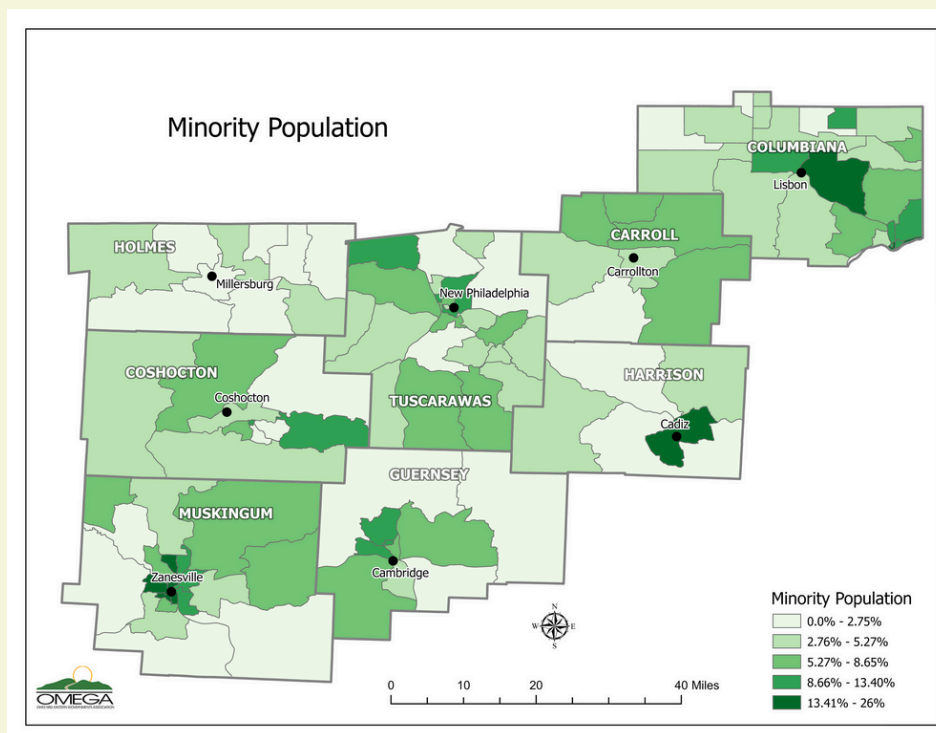 Minority Population
COLUMBIANA
Lisbon
HOLMES
CARROLL
Millersburg
Carrollton
New Philadelphia
COSHOCTON
HARRISON
Coshocton
TUSCARAWAS
Cadiz
GUERNSEY
MUSKINGUM
Zanesville
Cambridge
Minority Population
0.0% - 2.75%
2.76% - 5.27%
5.27% - 8.65%
8.66% - 13.40%
13.41% - 26%
N
W E
S
0 10 20 40 Miles
OMEGA